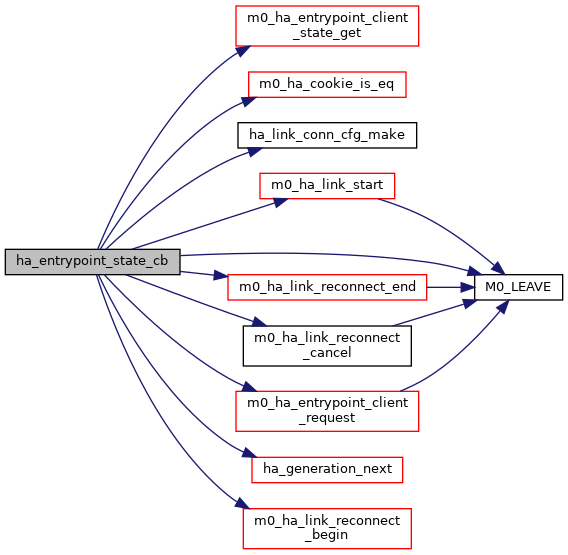 m0_ha_entrypoint_client
_state_get
m0_ha_cookie_is_eq
ha_link_conn_cfg_make
m0_ha_link_start
ha_entrypoint_state_cb
m0_ha_link_reconnect_end
M0_LEAVE
m0_ha_link_reconnect
_cancel
m0_ha_entrypoint_client
_request
ha_generation_next
m0_ha_link_reconnect
_begin